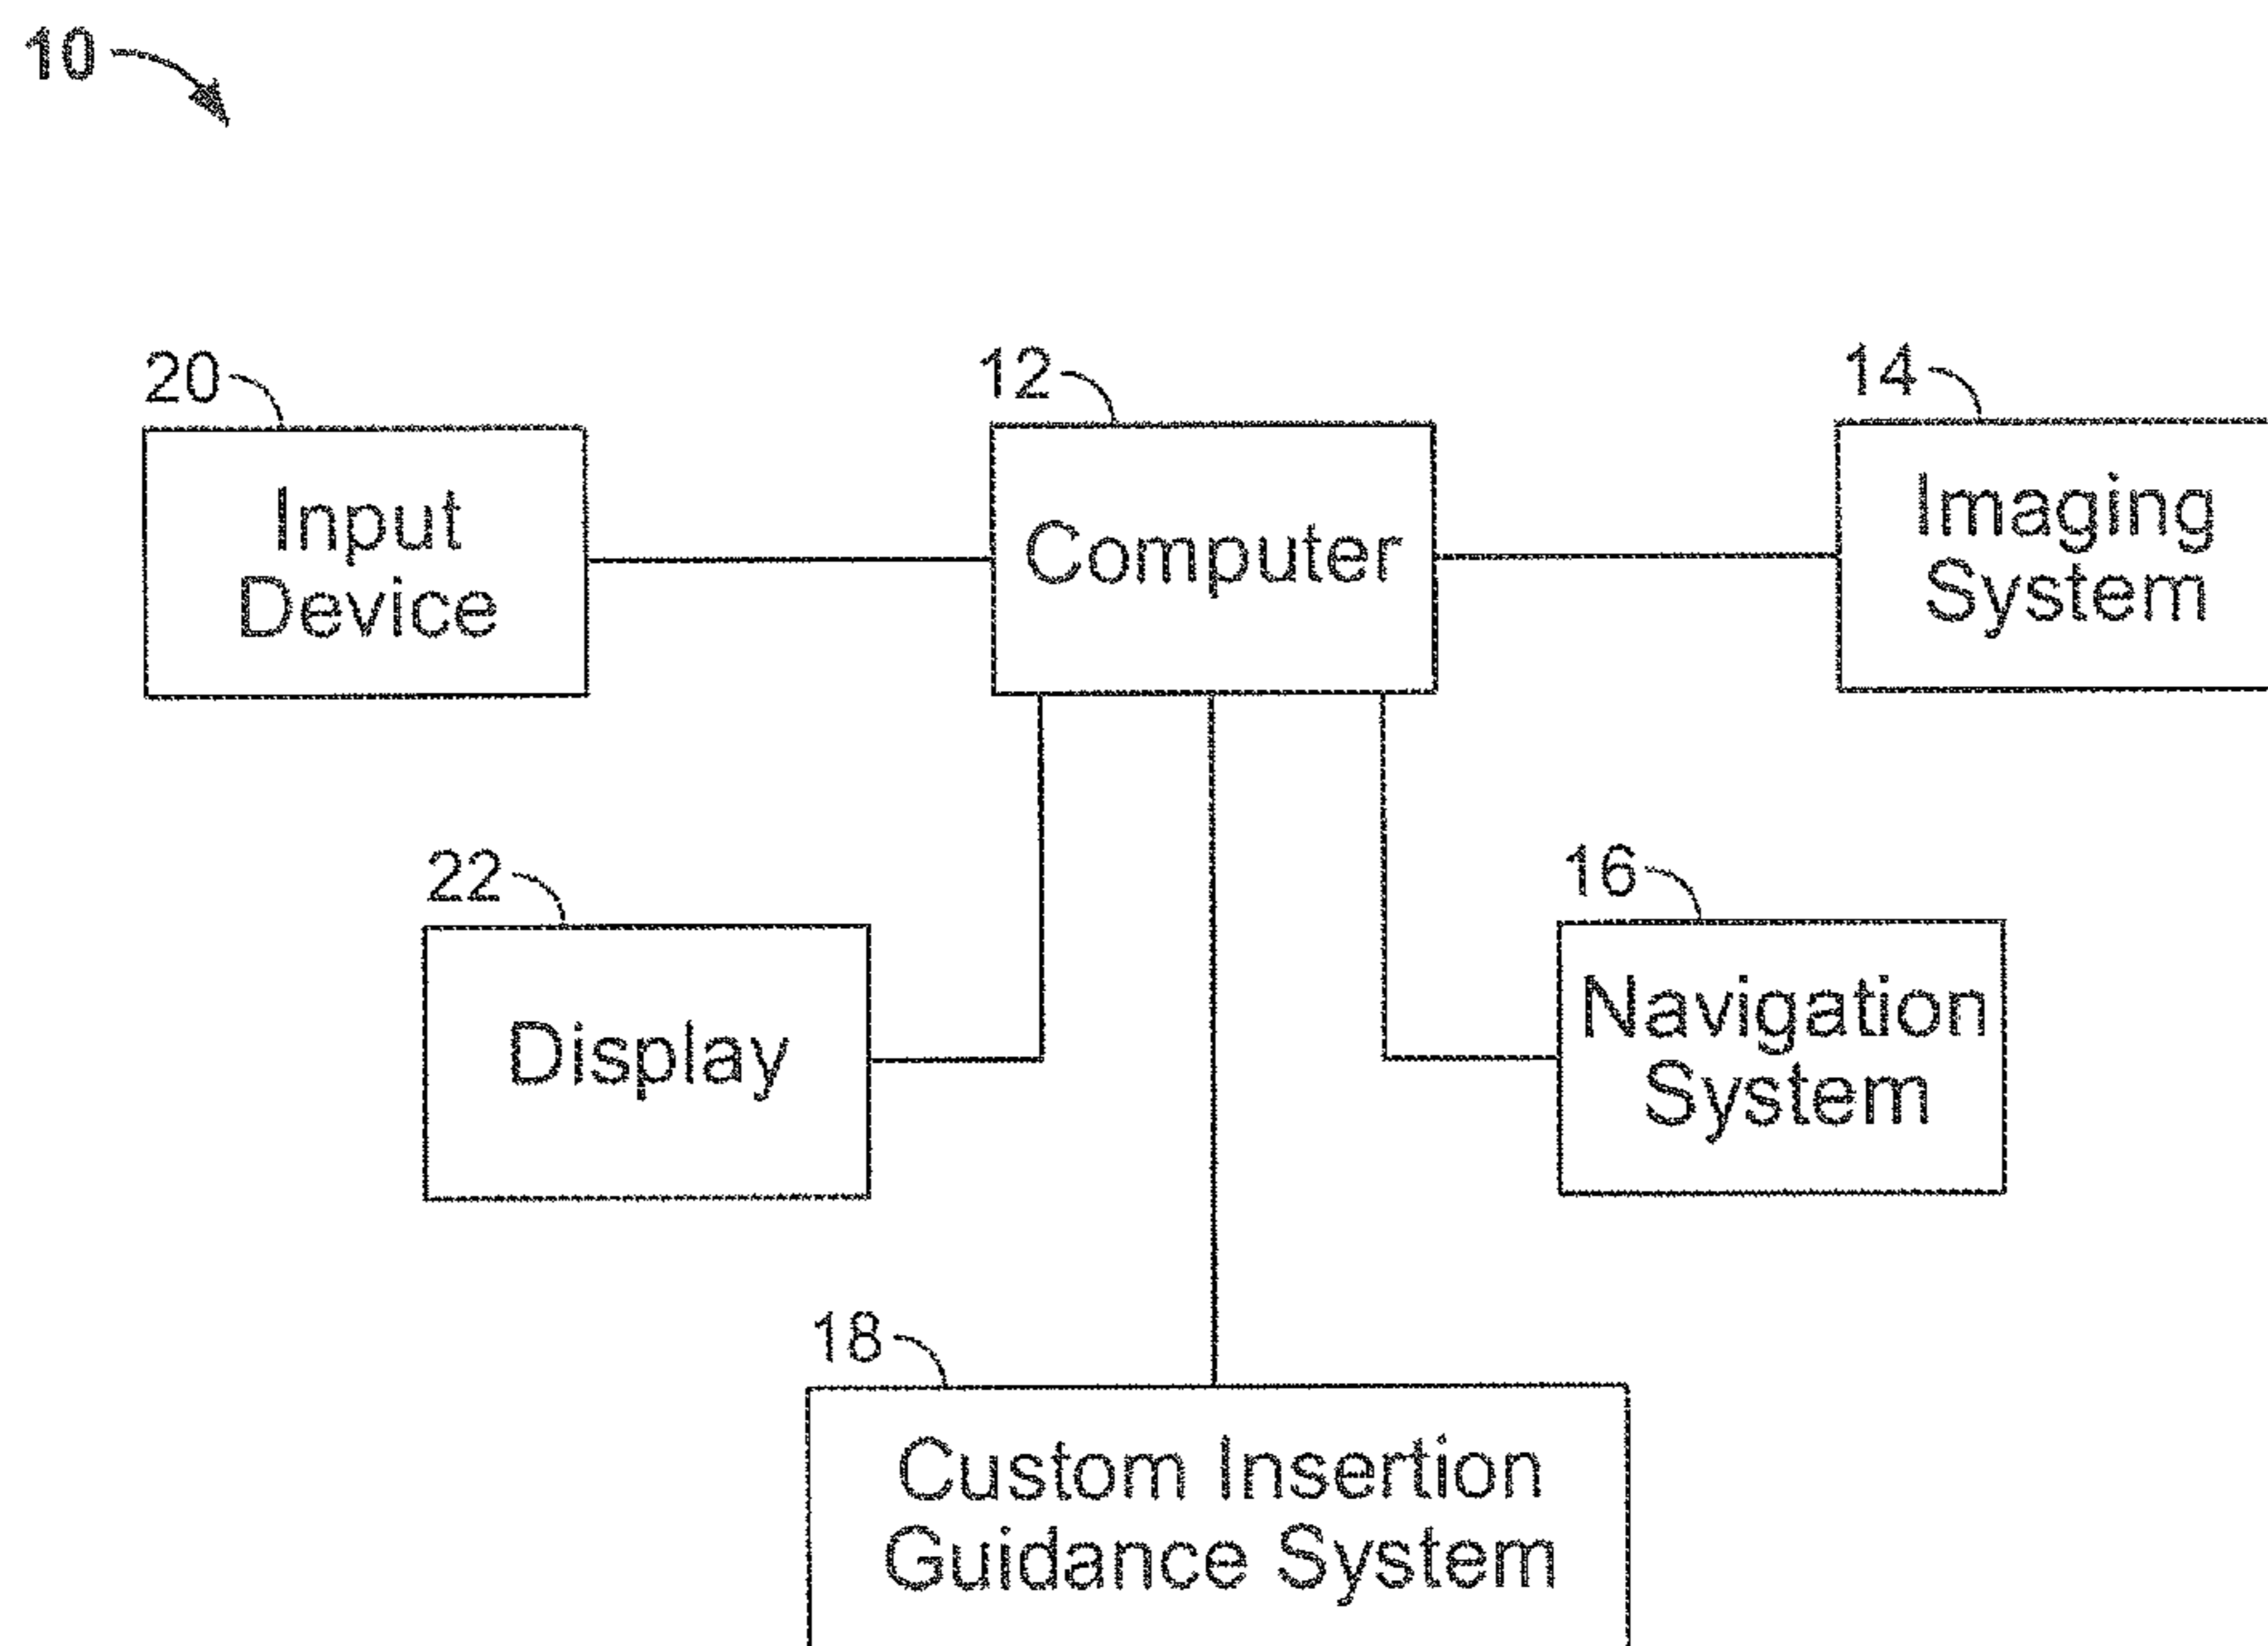 10
20
12
14
Input
Device
Computer
Imaging
System
22
16
Display
Navigation
System
18
Custom Insertion
Guidance System